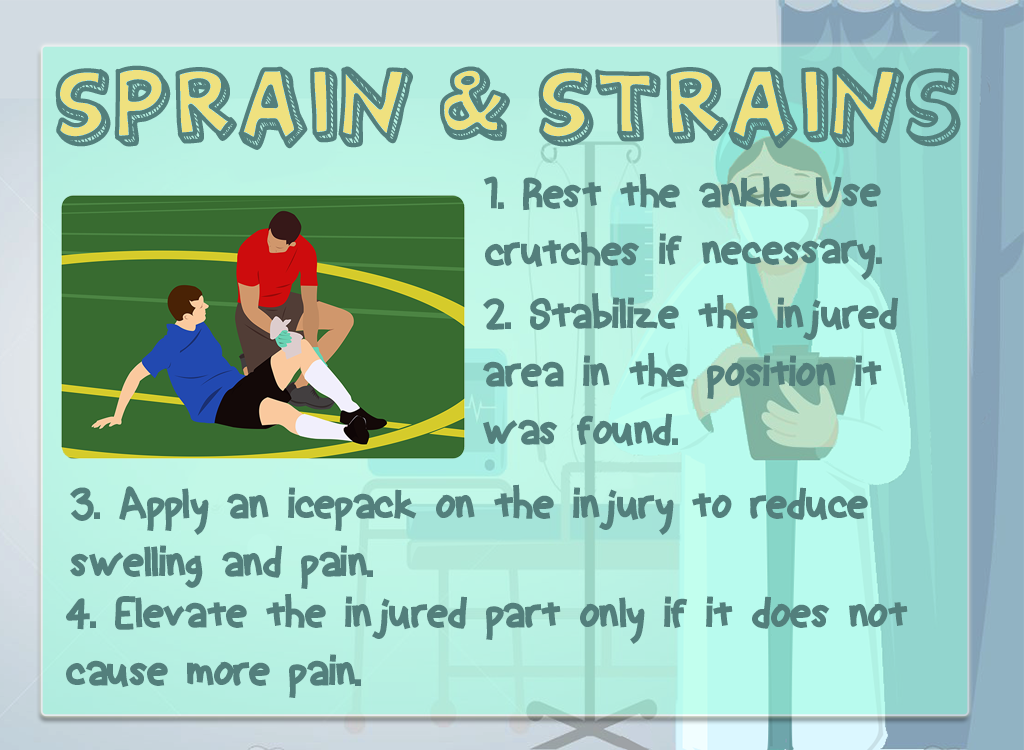 SPRAIN & STRAINS
1. Rest the ankle. Use
crutches if necessary.
2. Stabilize the injured
area in the position it
was found.
3. Apply an icepack on the injury to reduce
swelling and pain.
4. Elevate the injured part only if it does not
cause more pain.